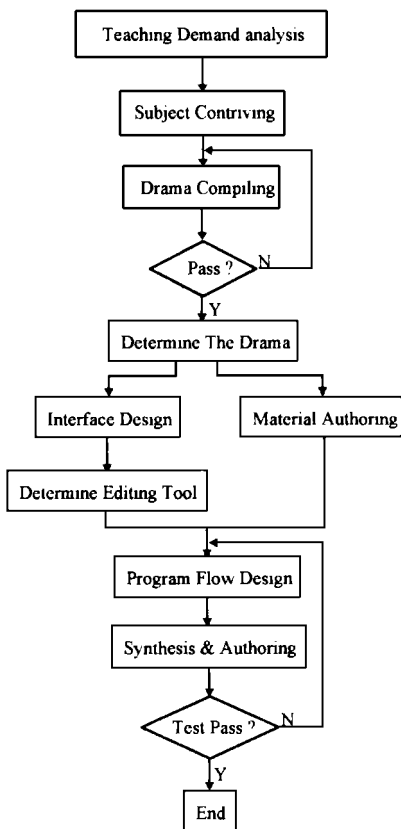 Teaching Demand analysis
Subject Contriving
Drama Compiling
Pass ?
N
Y
Determine The Drama
Interface Design
Material Authoring
Determine Editing Tool
Program Flow Design
Synthesis & Authoring
Test Pass ?
N
Y
End